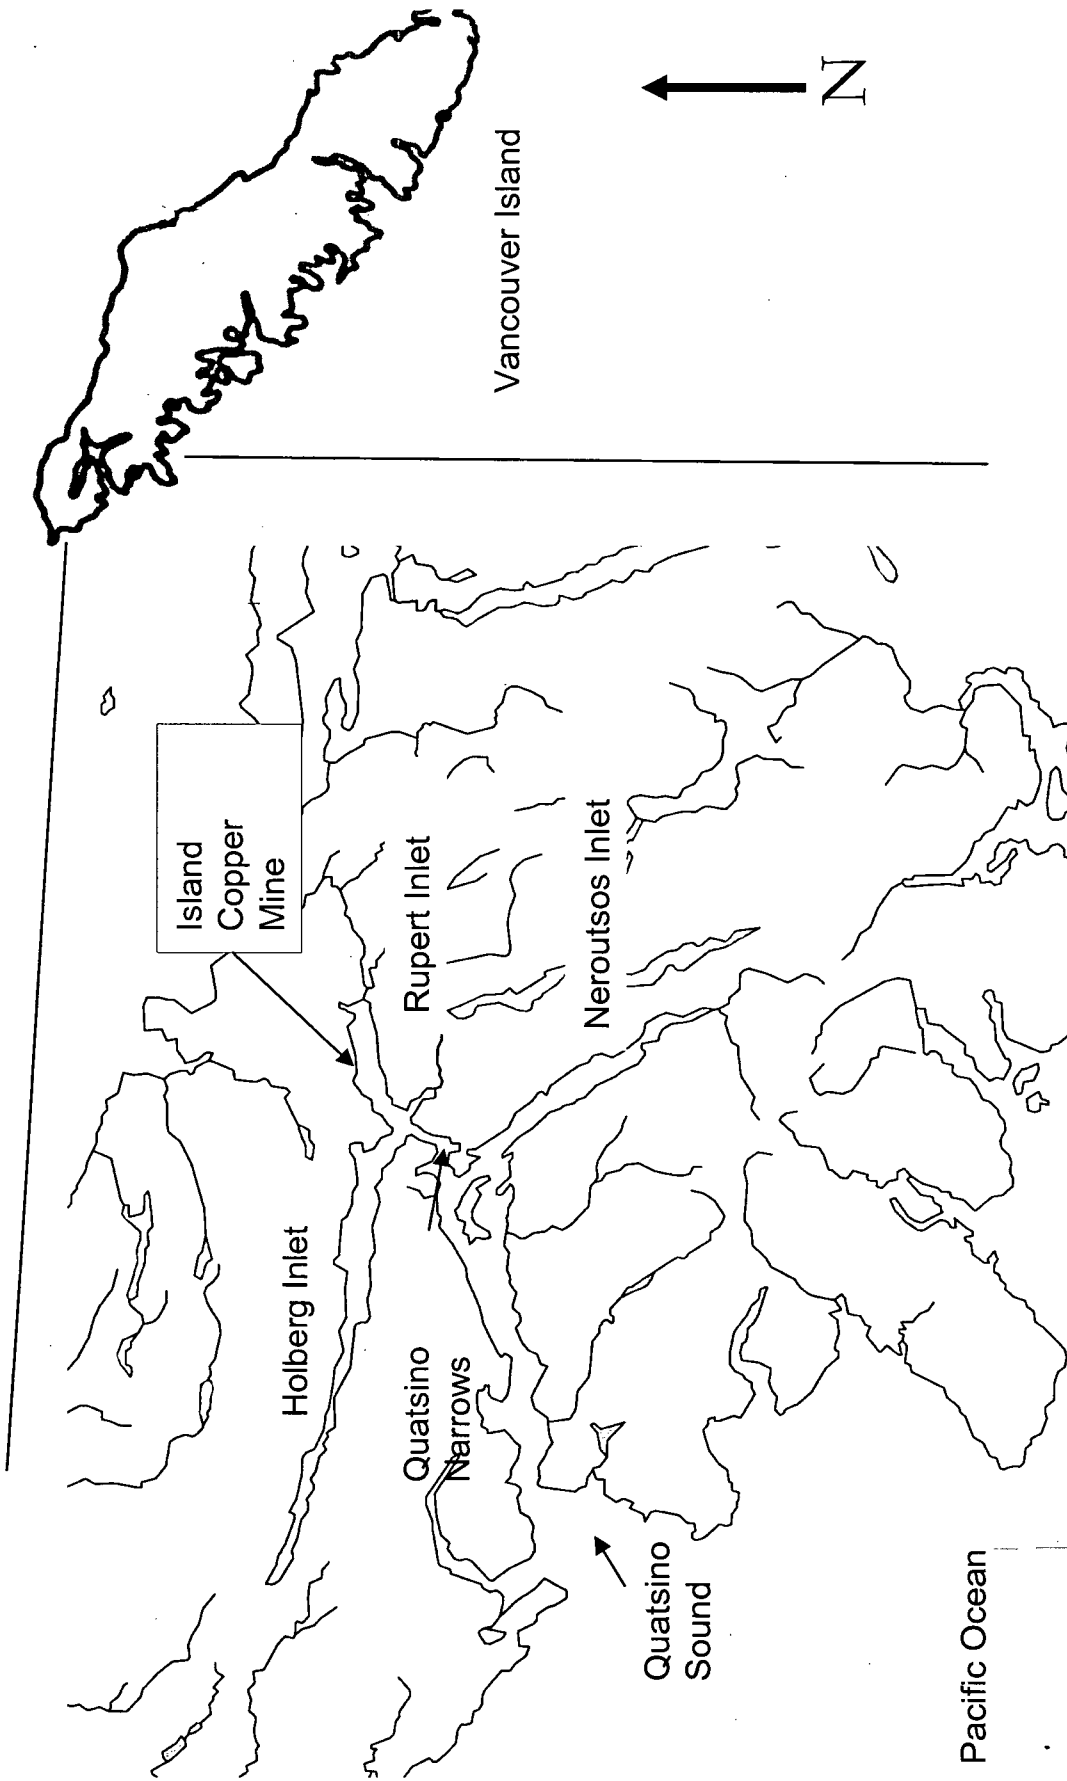 Vancouver Island
N
Island
Copper
Mine
Rupert Inlet
Neroutsos Inlet
Holberg Inlet
Quatsino
Narrows
Quatsino
Sound
Pacific Ocean